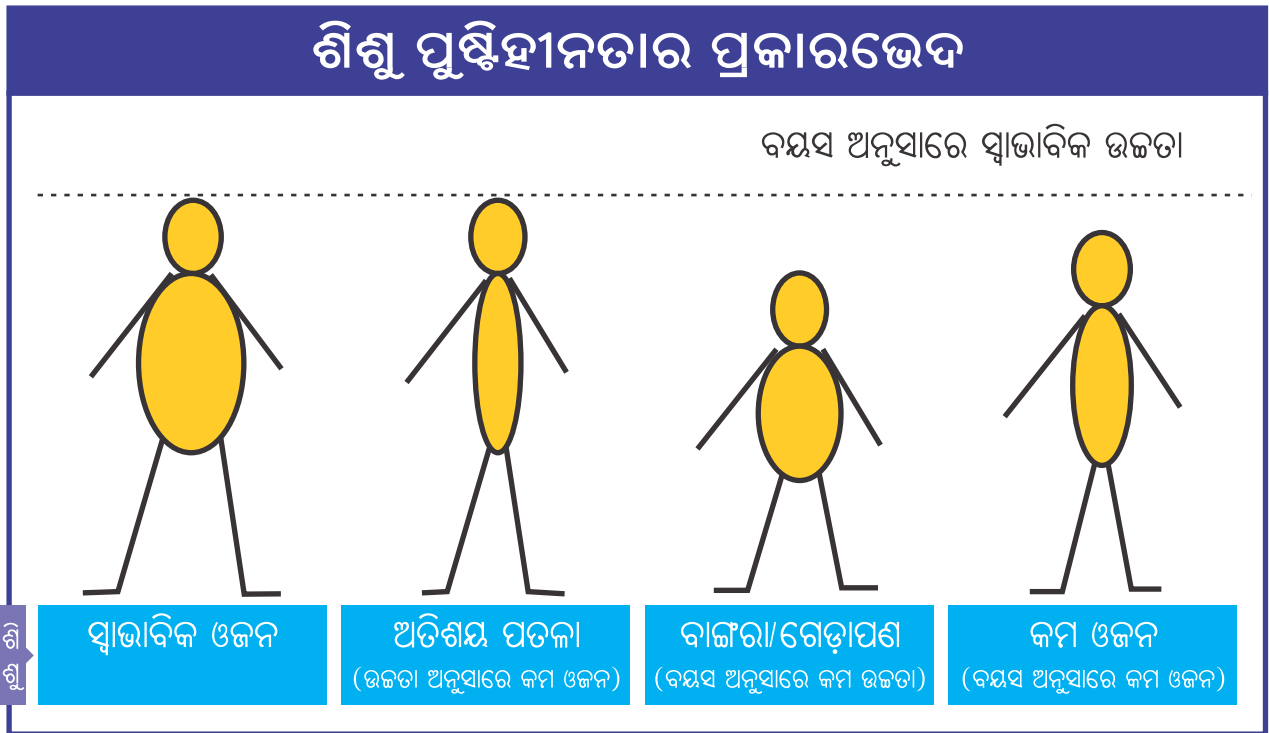 ଶିଶୁ ପୁଷ୍ଟିହୀନତାର ପ୍ରକାରଭେଦ
ବୟସ ଅନୁସାରେ ସ୍ୱାଭାବିକ ଉଚ୍ଚତା
ଶିଶୁ
ସ୍ୱାଭାବିକ ଓଜନ
ଅତିଶୟ ପତଳା
(ଉଚ୍ଚତା ଅନୁସାରେ କମ ଓଜନ)
ବାଙ୍ଗରା/ଗେଡ଼ାପଣ
(ବୟସ ଅନୁସାରେ କମ ଉଚ୍ଚତା)
କମ ଓଜନ
(ବୟସ ଅନୁସାରେ କମ ଓଜନ)